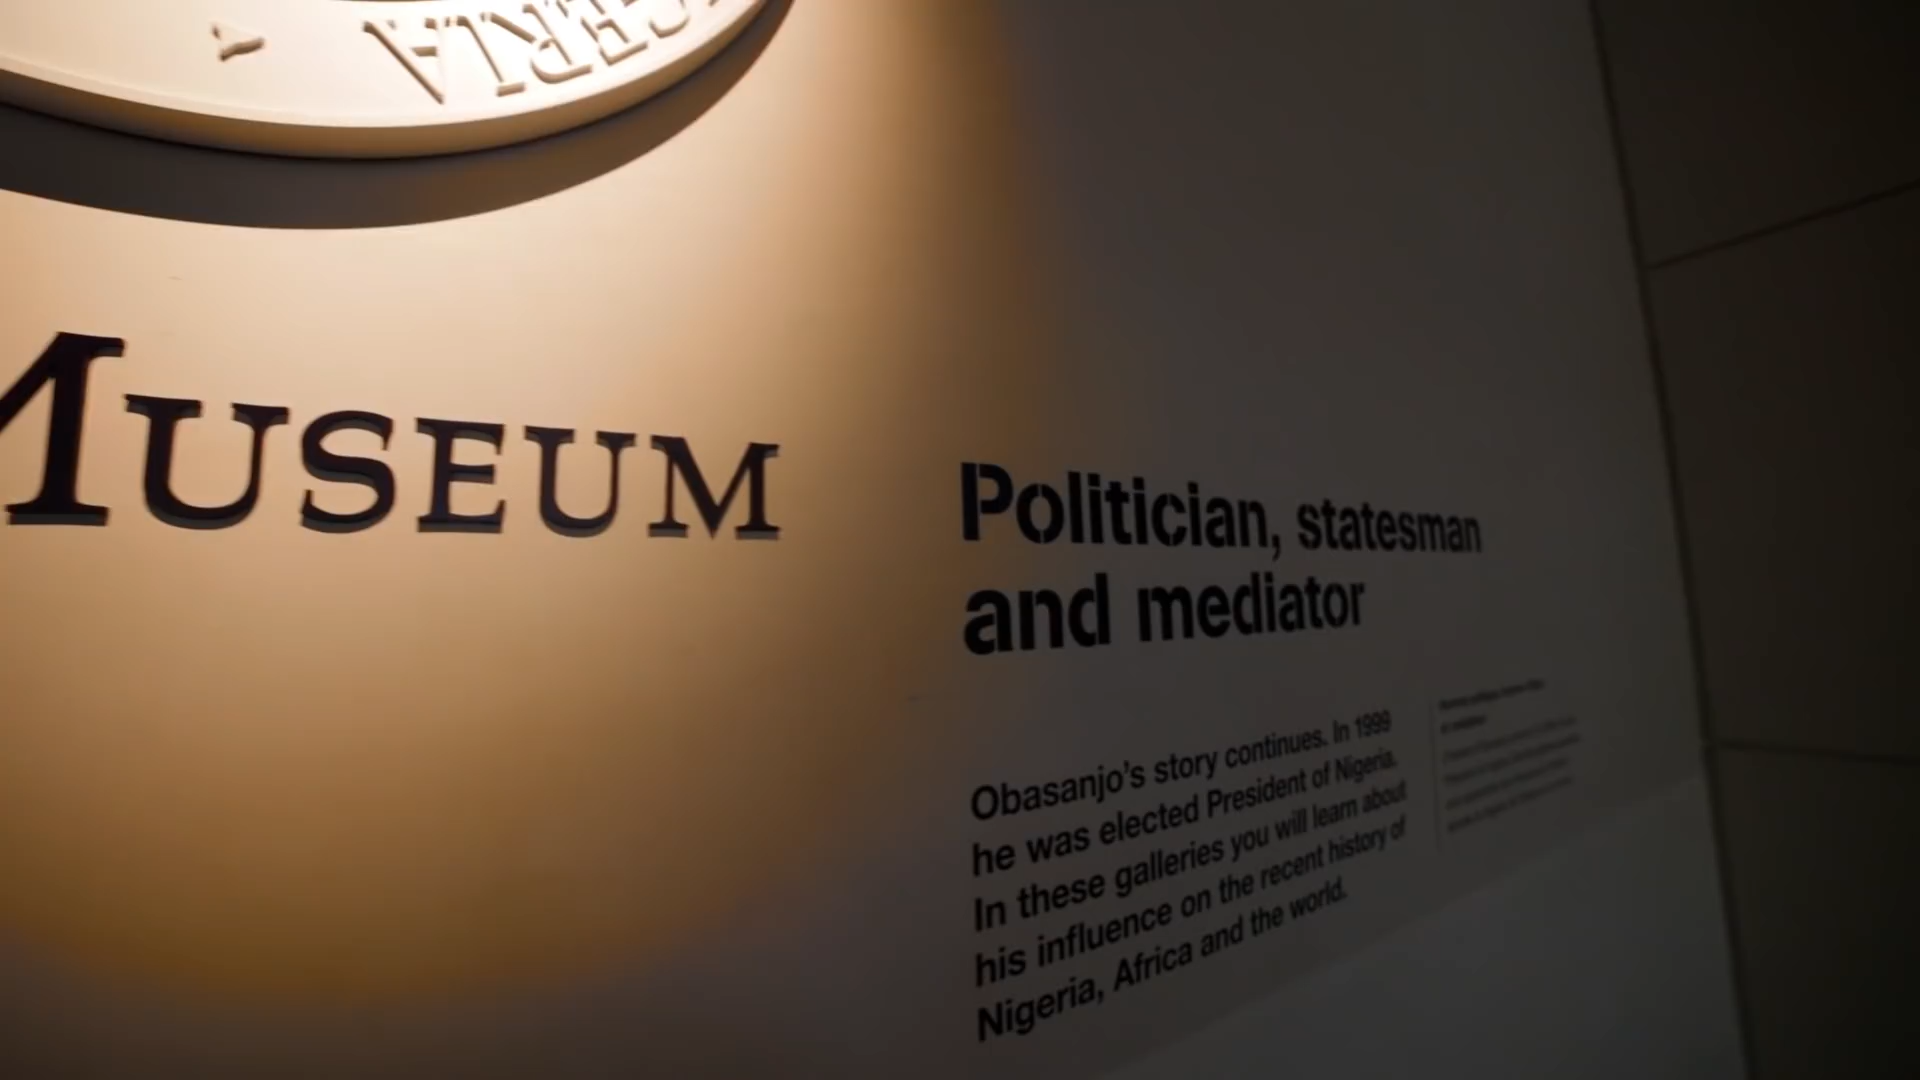 GERIA
MUSEUM
Politician, statesman
and mediator
Obasanjo's story continues. In 1999
he was elected President of Nigeria.
In these galleries you will learn about
his influence on the recent history of
Nigeria, Africa and the world.